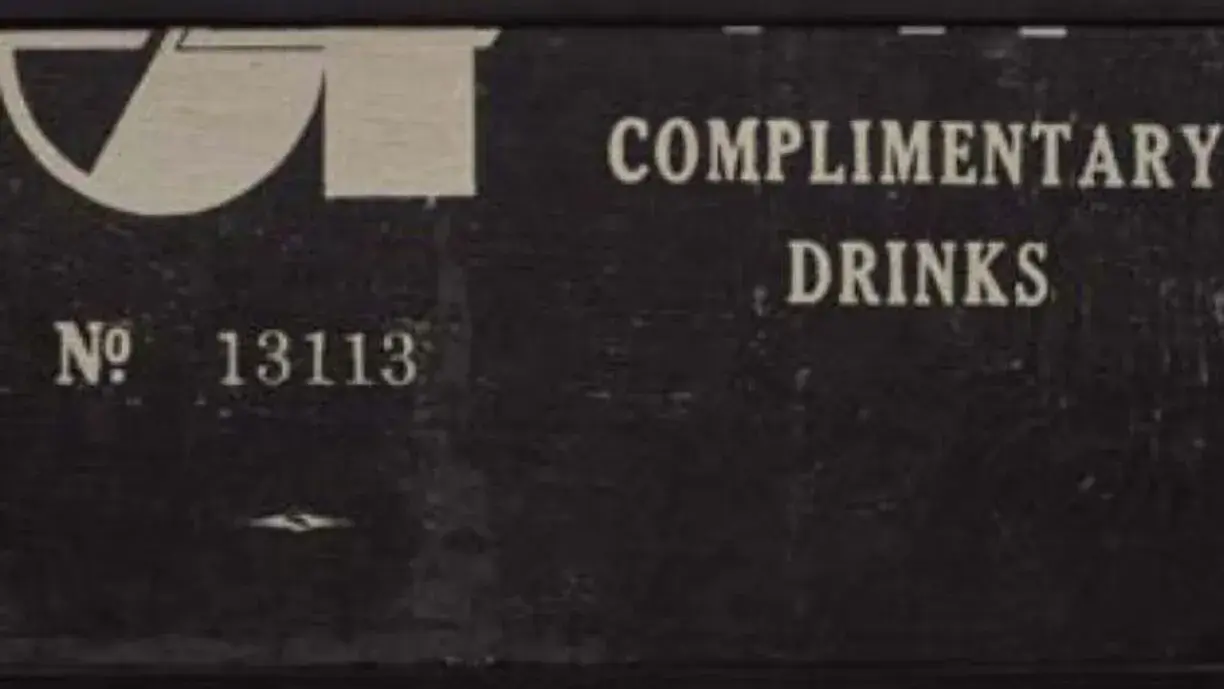 COMPLIMENTARY
DRINKS
Nº 13113